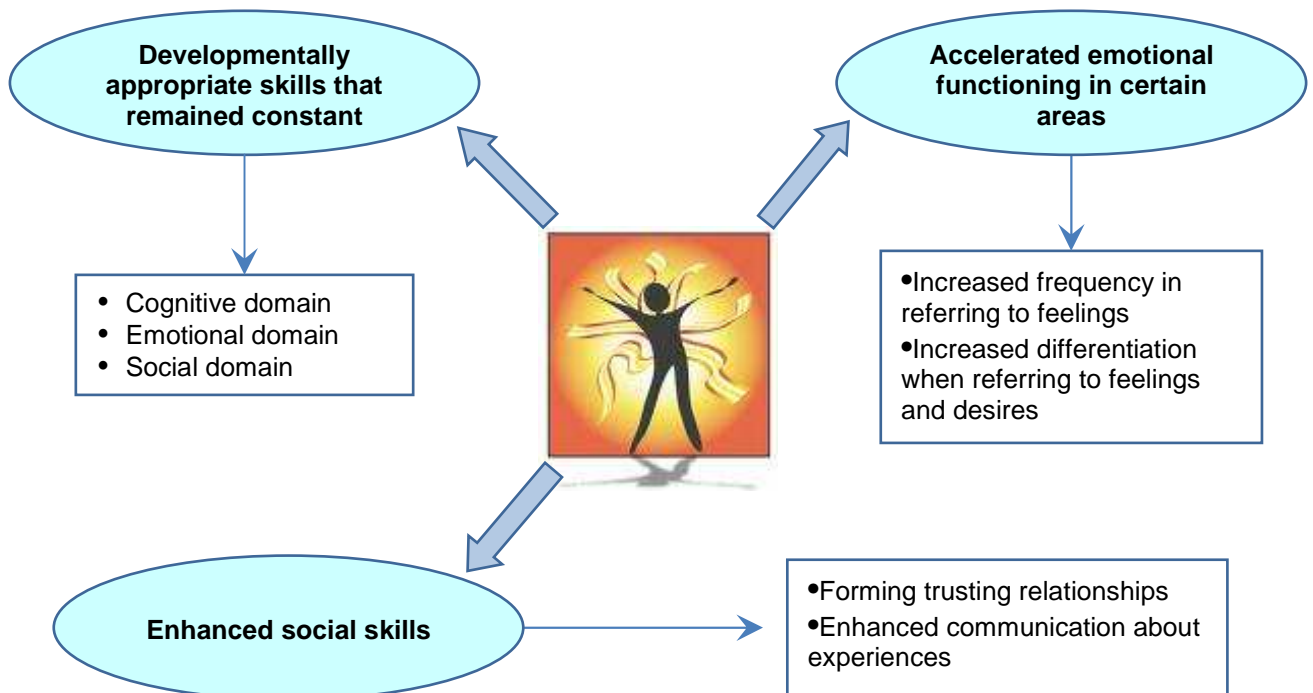 Developmentally
appropriate skills that
remained constant
Accelerated emotional
functioning in certain
areas
• Cognitive domain
• Emotional domain
• Social domain
•Increased frequency in
referring to feelings
•Increased differentiation
when referring to feelings
and desires
Enhanced social skills
•Forming trusting relationships
•Enhanced communication about
experiences